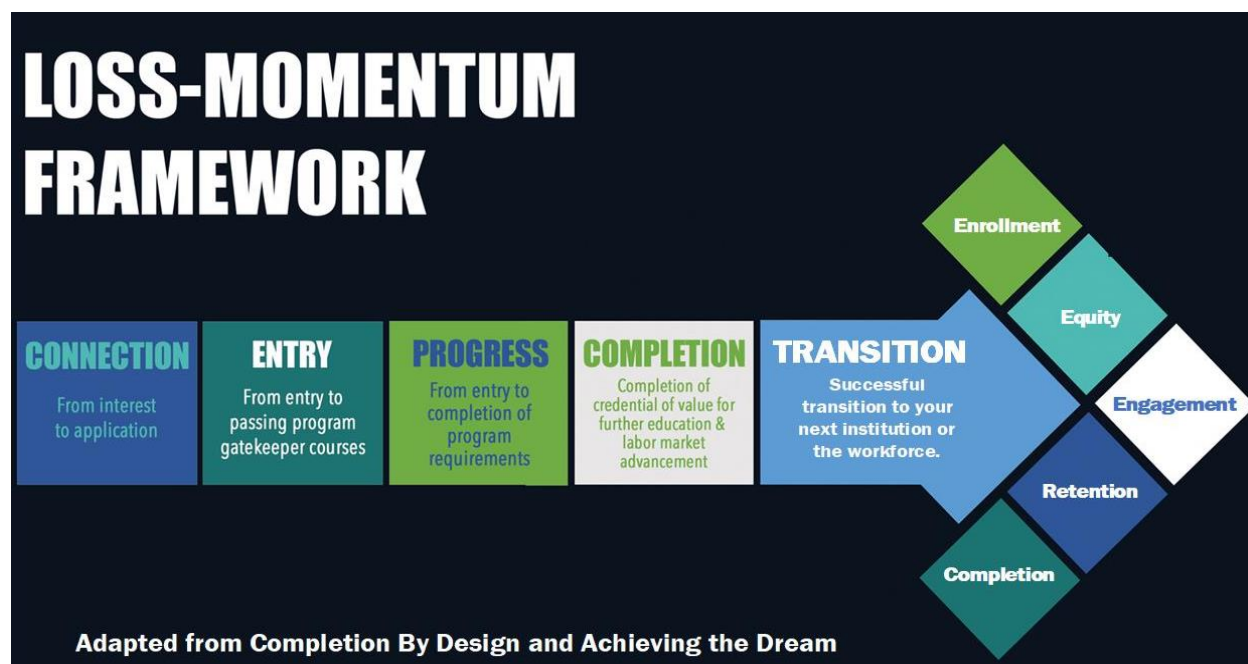 LOSS-MOMENTUM
FRAMEWORK
CONNECTION
From interest
to application
ENTRY
From entry to
passing program
gatekeeper courses
PROGRESS
From entry to
completion of
program
requirements
COMPLETION
Completion of
credential of value for
further education &
labor market
advancement
TRANSITION
Successful
transition to your
next institution or
the workforce.
Enrollment
Equity
Engagement
Retention
Completion
Adapted from Completion By Design and Achieving the Dream